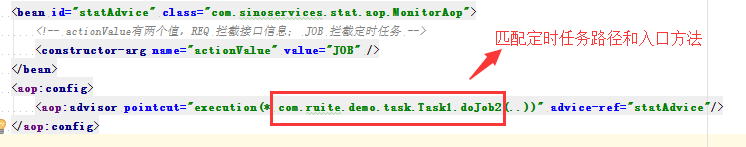 <bean id="statAdvice" class="com.sinoservices.stat.aop.MonitorAop">
<!-- actionValue有两个值，REQ 拦截接口信息; JOB 拦截定时任务 -->
<constructor-arg name="actionValue" value="JOB" />
匹配定时任务路径和入口方法
</bean>
<aop:config>
<aop:advisor pointcut="execution(* com.ruite.demo.task.Task1.doJob2(..))" advice-ref="statAdvice"/>
</aop:config>